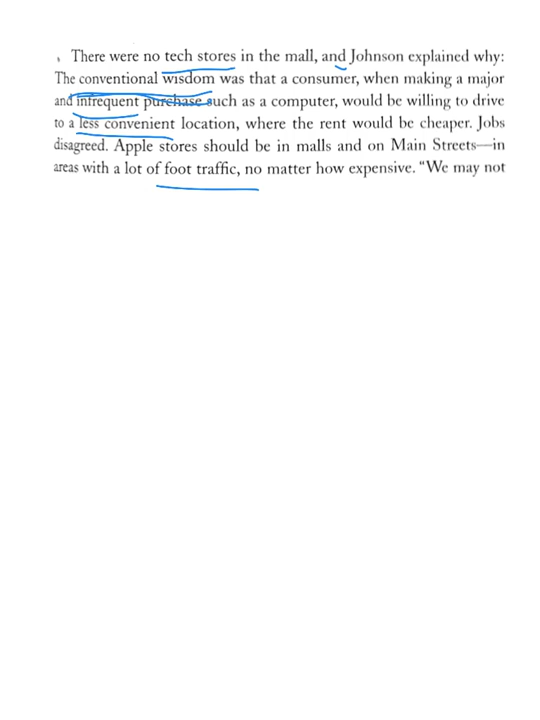 There were no tech stores in the mall, and Johnson explained why:
The conventional wisdom was that a consumer, when making a major
and infrequent purchase such as a computer, would be willing to drive
to a less convenient location, where the rent would be cheaper. Jobs
disagreed. Apple stores should be in malls and on Main Streets—in
areas with a lot of foot traffic, no matter how expensive. “We may not